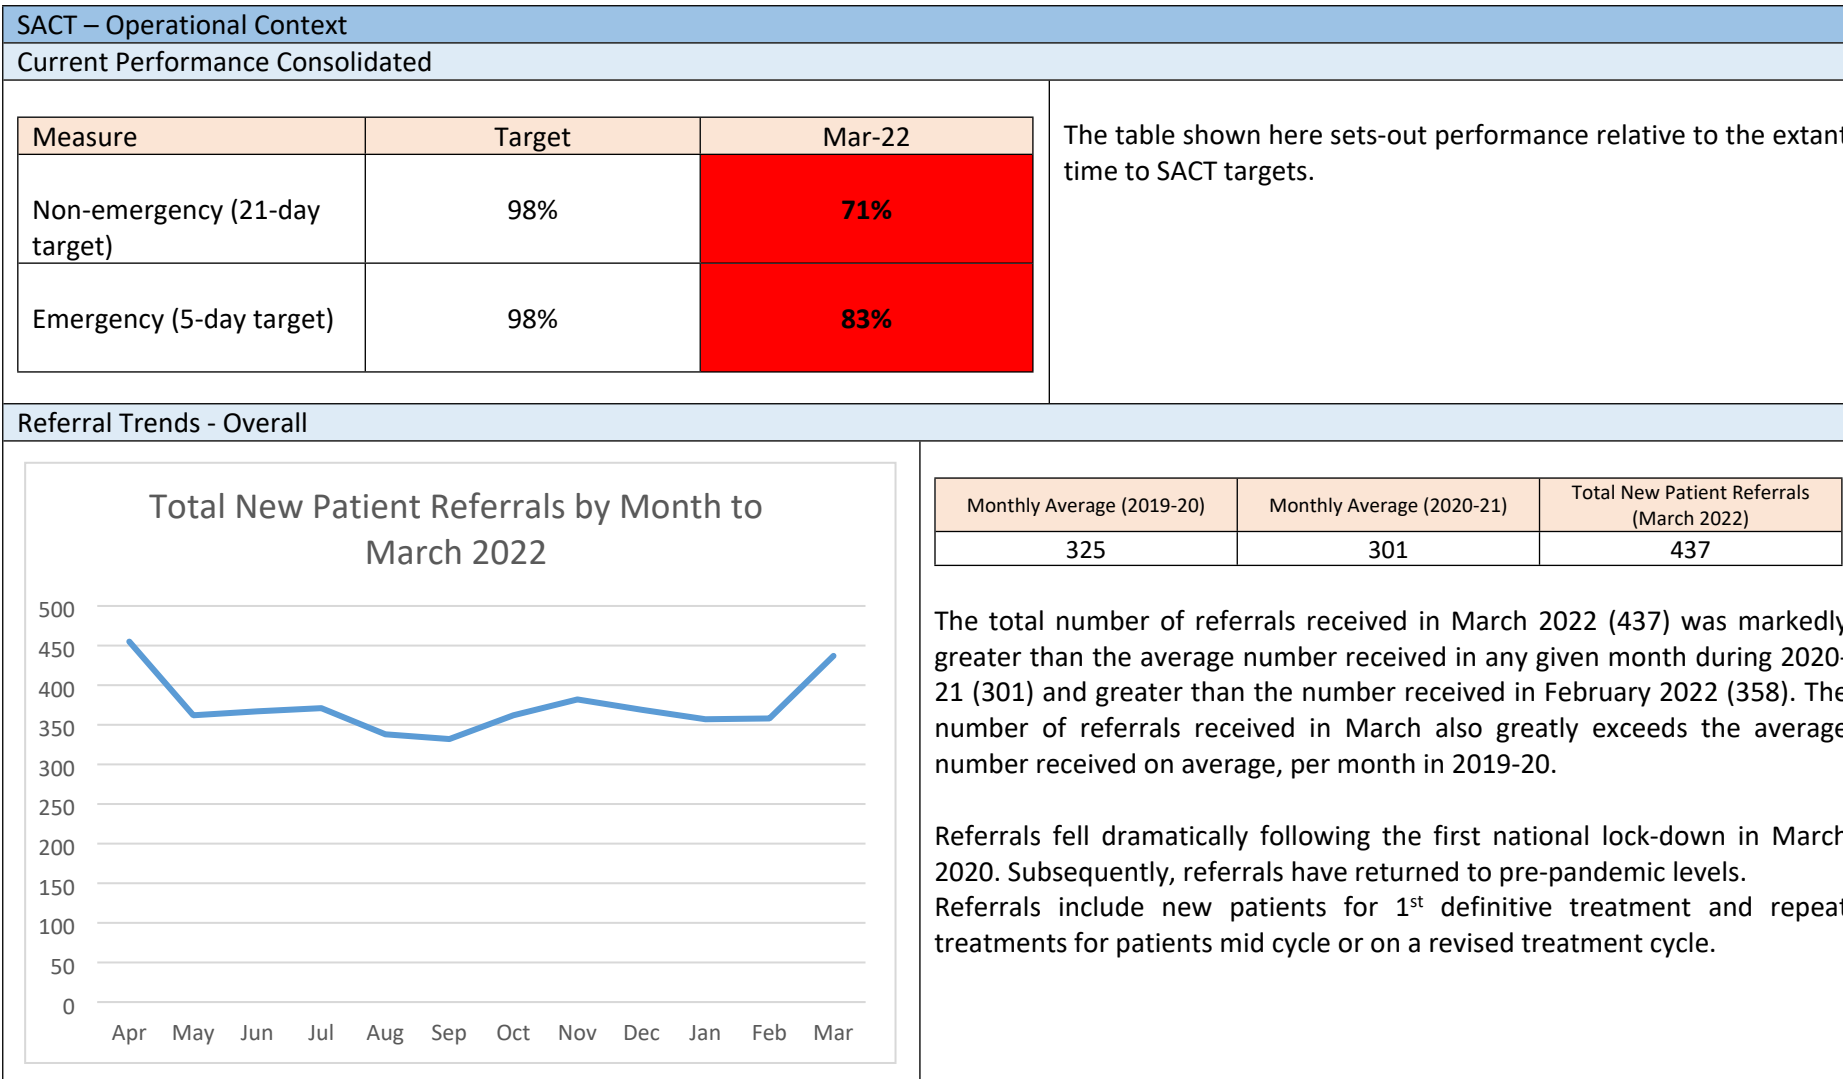 SACT – Operational Context
Current Performance Consolidated
Measure Target Mar-22
Non-emergency (21-day
target) 98% 71%
Emergency (5-day target) 98% 83%
The table shown here sets-out performance relative to the extant
time to SACT targets.
Referral Trends - Overall
Total New Patient Referrals by Month to
March 2022
500
450
400
350
300
250
200
150
100
50
0
Apr May Jun Jul Aug Sep Oct Nov Dec Jan Feb Mar
Monthly Average (2019-20) Monthly Average (2020-21) Total New Patient Referrals
(March 2022)
325 301 437
The total number of referrals received in March 2022 (437) was markedly
greater than the average number received in any given month during 2020-
21 (301) and greater than the number received in February 2022 (358). The
number of referrals received in March also greatly exceeds the average
number received on average, per month in 2019-20.
Referrals fell dramatically following the first national lock-down in March
2020. Subsequently, referrals have returned to pre-pandemic levels.
Referrals include new patients for 1st definitive treatment and repeat
treatments for patients mid cycle or on a revised treatment cycle.